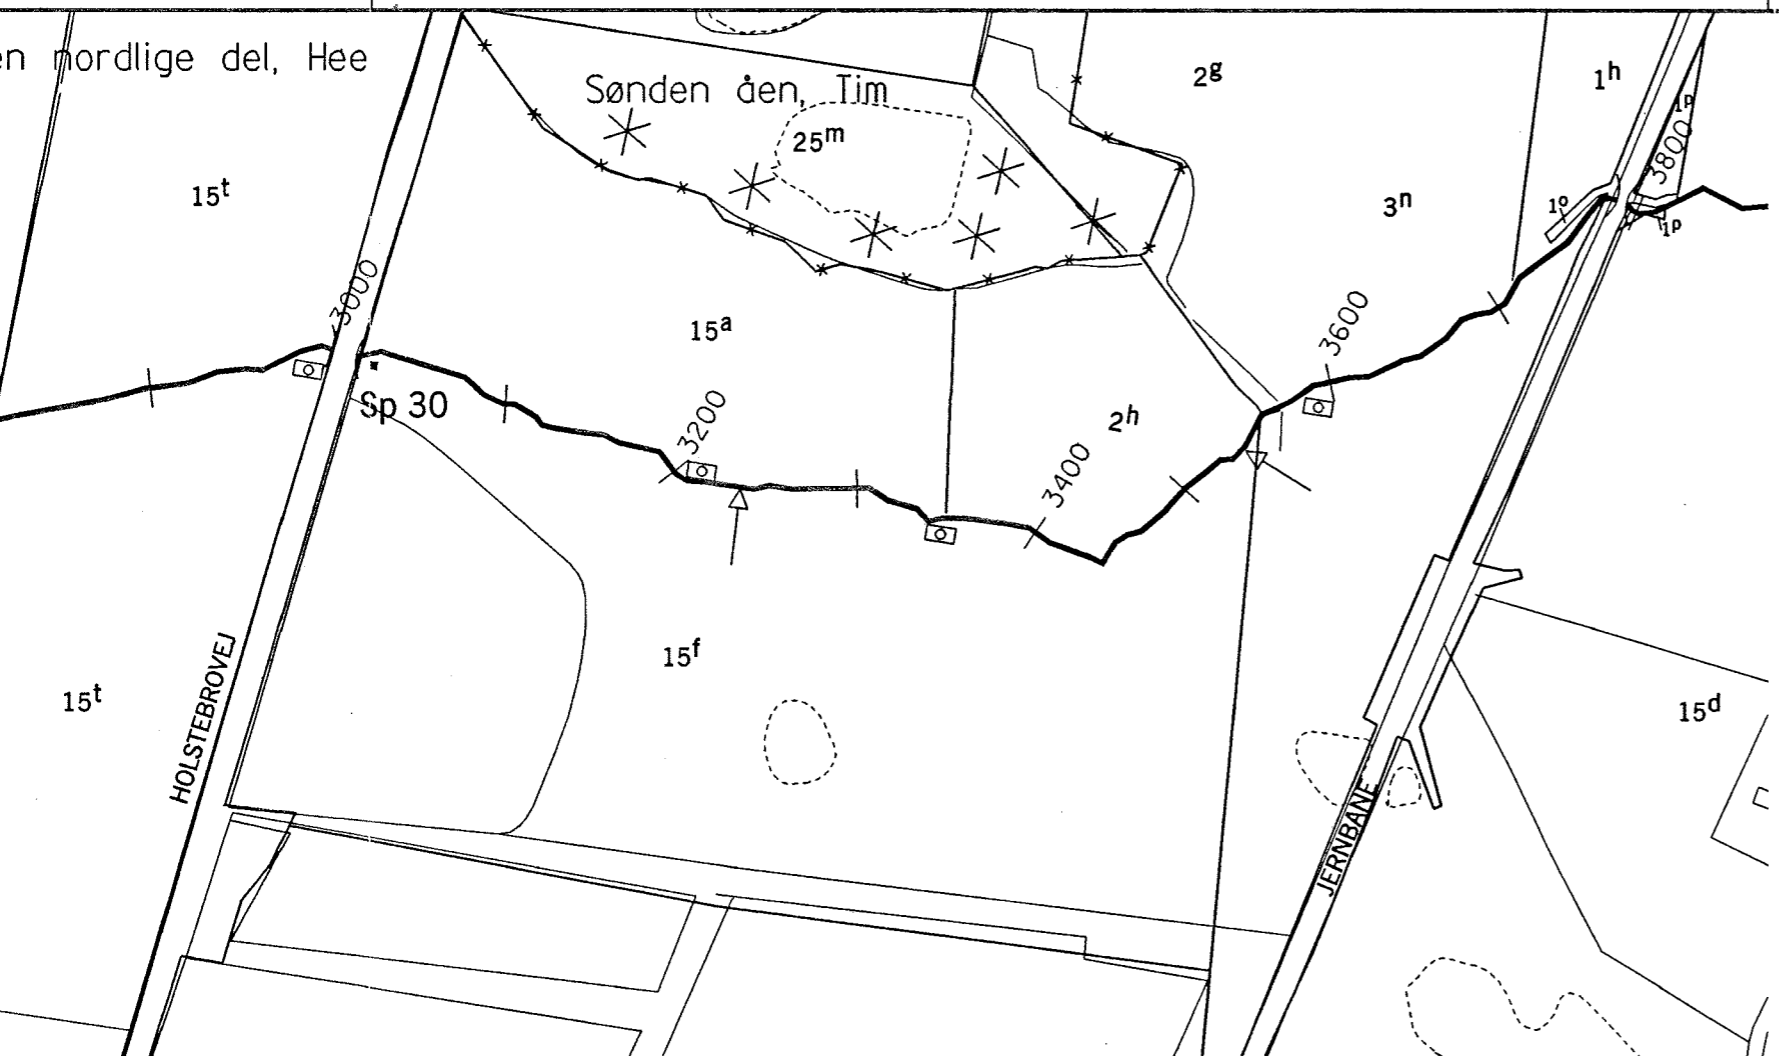 en nordlige del, Hee
Sønden åen, Tim
2g
1h
1p
3800
25m
15t
3n
1o
1p
3000
15a
3600
Sp 30
3200
2h
3400
15f
HOLSTEBROVEJ
15t
15d
JERNBANE